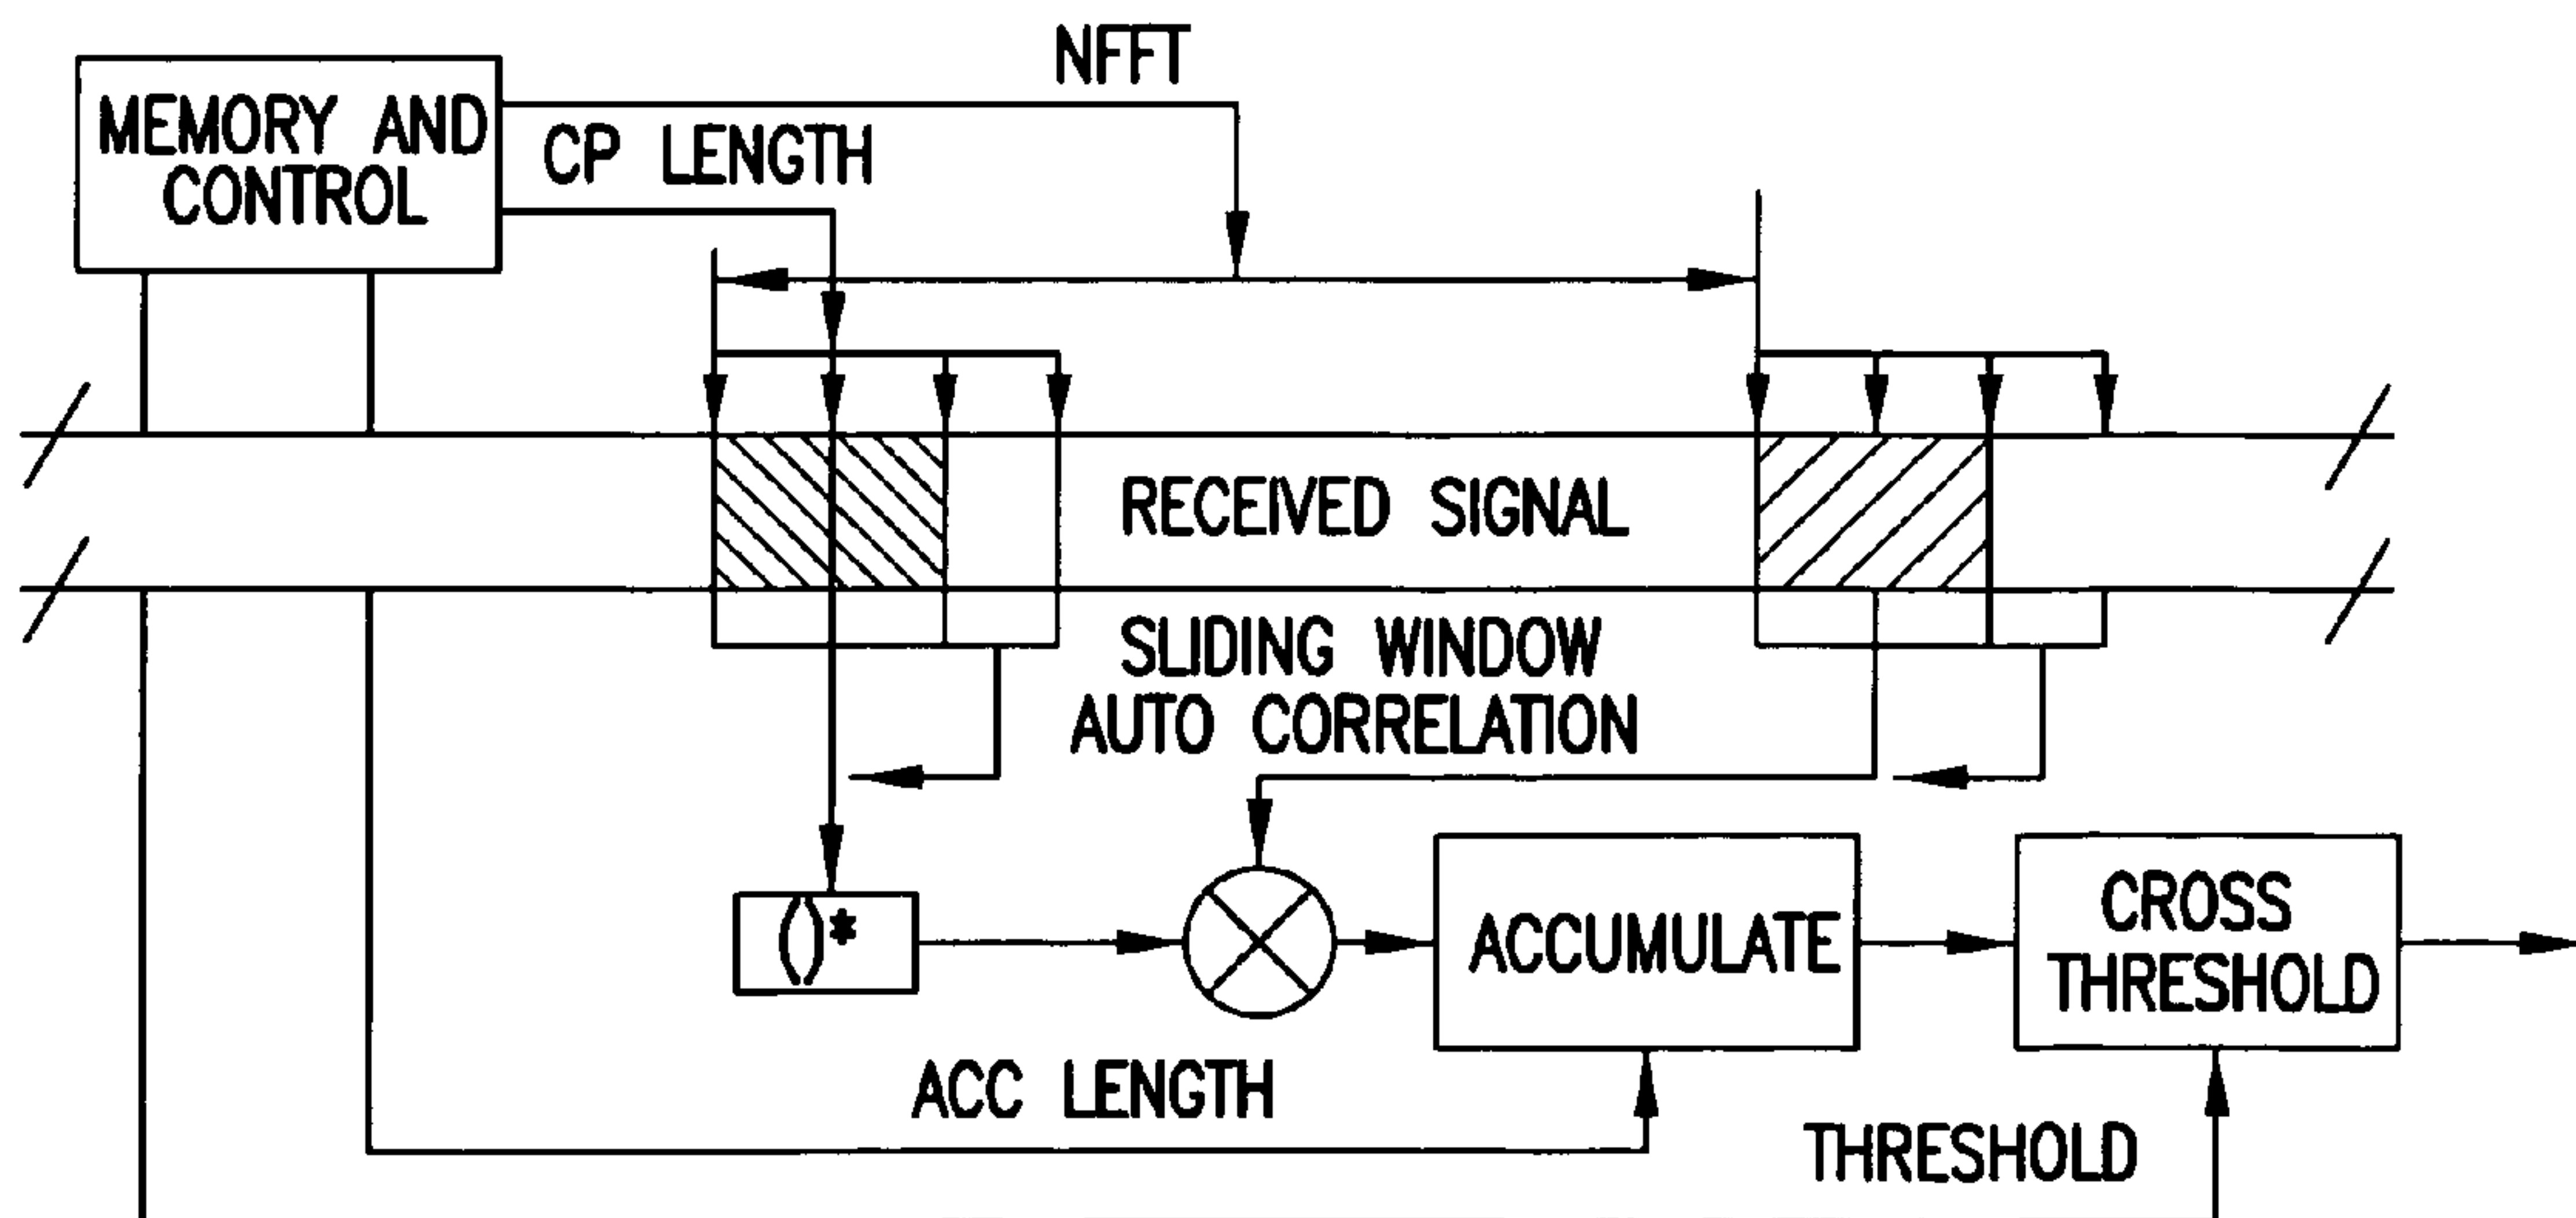 NFFT
MEMORY AND
CONTROL
CP LENGTH
RECEIVED SIGNAL
SLIDING WINDOW
AUTO CORRELATION
()*
ACCUMULATE
CROSS
THRESHOLD
ACC LENGTH
THRESHOLD